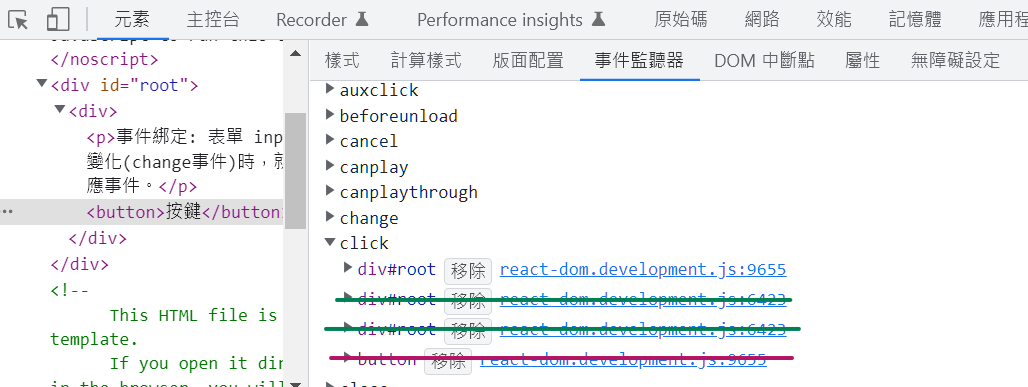 元素 主控台 Recorder Performance insights 原始碼 網路 效能 記憶體 應用程
</noscript>
<div id="root">
<div>
<p>事件綁定: 表單 inp
變化(change事件)時，就
應事件。</p>
<button>按鍵</button
</div>
</div>
<!--
This HTML file is
template.
If you open it dir
in the browser, you will
樣式 計算樣式 版面配置 事件監聽器 DOM 中斷點 屬性 無障礙設定
auxclick
beforeunload
cancel
canplay
canplaythrough
change
click
div#root 移除 react-dom.development.js:9655
div#root 移除 react-dom.development.js:6423
div#root 移除 react-dom.development.js:6423
button 移除 react-dom.development.js:9655
close